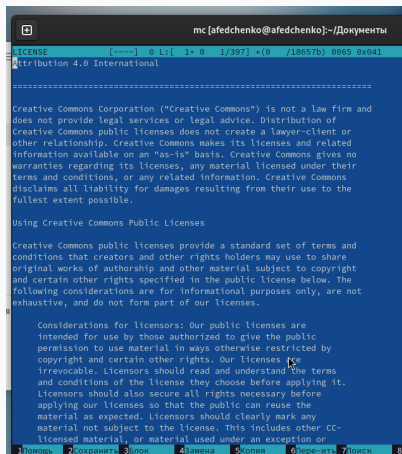 mc [afedchenko@afedchenko]:~/Документы
LICENSE [----] 0 L:[ 1+ 0 1/397] *(0 /18657b) 0065 0x041
Attribution 4.0 International
=======================================================================
Creative Commons Corporation ("Creative Commons") is not a law firm and
does not provide legal services or legal advice. Distribution of
Creative Commons public licenses does not create a lawyer-client or
other relationship. Creative Commons makes its licenses and related
information available on an "as-is" basis. Creative Commons gives no
warranties regarding its licenses, any material licensed under their
terms and conditions, or any related information. Creative Commons
disclaims all liability for damages resulting from their use to the
fullest extent possible.
Using Creative Commons Public Licenses
Creative Commons public licenses provide a standard set of terms and
conditions that creators and other rights holders may use to share
original works of authorship and other material subject to copyright
and certain other rights specified in the public license below. The
following considerations are for informational purposes only, are not
exhaustive, and do not form part of our licenses.
Considerations for licensors: Our public licenses are
intended for use by those authorized to give the public
permission to use material in ways otherwise restricted by
copyright and certain other rights. Our licenses are
irrevocable. Licensors should read and understand the terms
and conditions of the license they choose before applying it.
Licensors should also secure all rights necessary before
applying our licenses so that the public can reuse the
material as expected. Licensors should clearly mark any
material not subject to the license. This includes other CC-
licensed material, or material used under an exception or
1Помощь 2Сохранить 3Блок 4Замена 5Копия 6Пере~ить 7Поиск 8